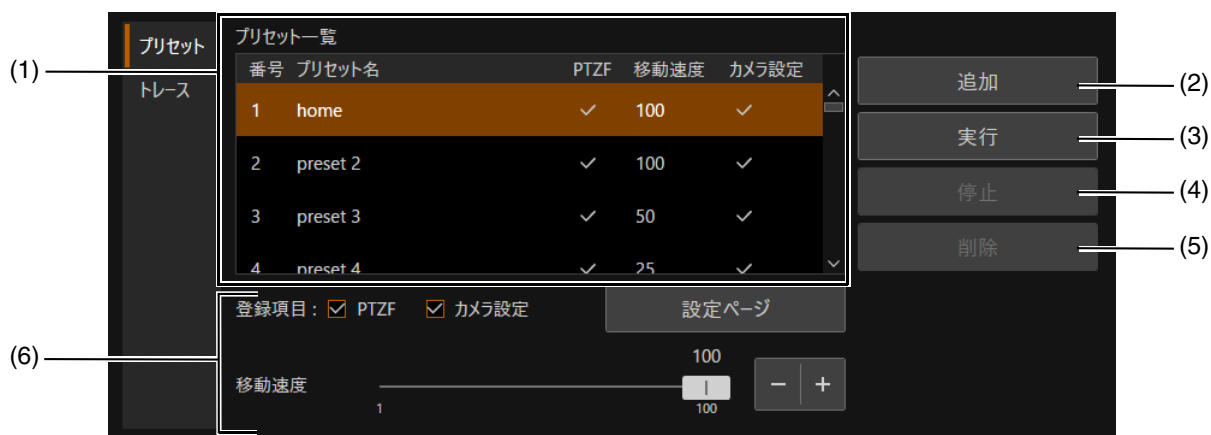 プリセット
トレース
プリセット一覧
番号 プリセット名 PTZF 移動速度 カメラ設定
1 home ✓ 100 ✓
2 preset 2 ✓ 100 ✓
3 preset 3 ✓ 50 ✓
4 preset 4 ✓ 25 ✓
登録項目 : ☑ PTZF ☑ カメラ設定 設定ページ
100
移動速度 − +
1 100
追加
実行
停止
削除
(1)
(2)
(3)
(4)
(5)
(6)